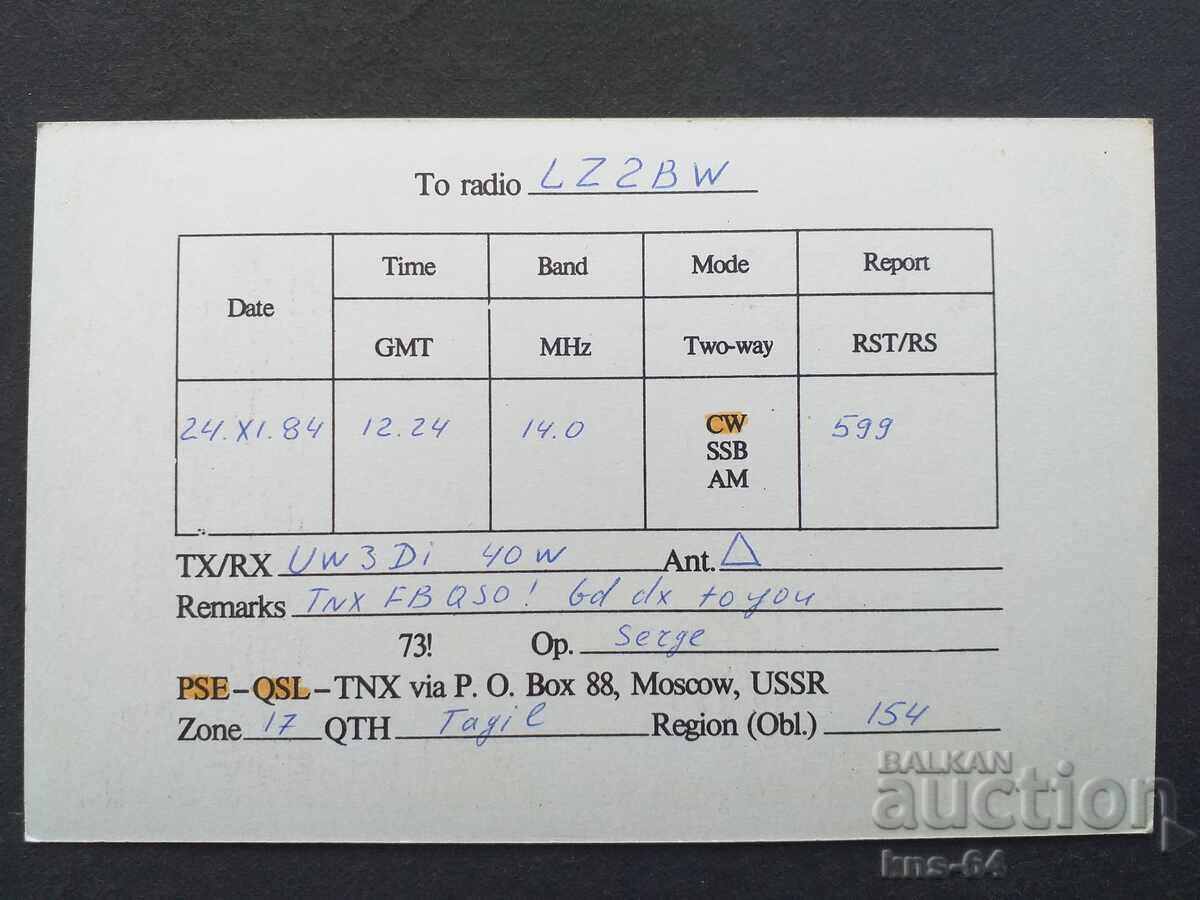 To radio LZ2BW
Date Time Band Mode Report
GMT MHz Two-way RST/RS
24.XI.84 12.24 14.0 CW 599
SSB
AM
TX/RX UW3Di 40W Ant. △
Remarks TNX FB QSO! Gd dx to you
73! Op. Serge
PSE-QSL-TNX via P. O. Box 88, Moscow, USSR
Zone 17 QTH Tagil Region (Obl.) 154
BALKAN
auction
kns-64